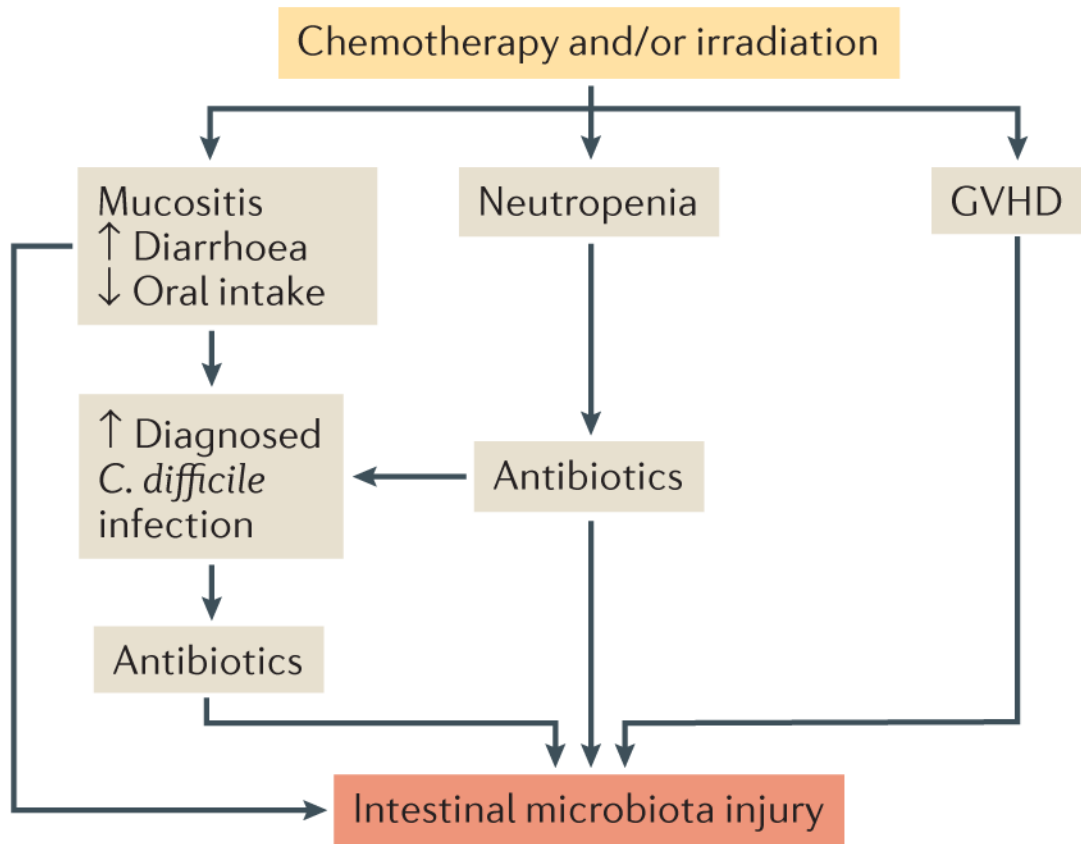 Chemotherapy and/or irradiation
Mucositis
↑ Diarrhoea
↓ Oral intake
Neutropenia
GVHD
↑ Diagnosed
C. difficile
infection
Antibiotics
Antibiotics
Intestinal microbiota injury